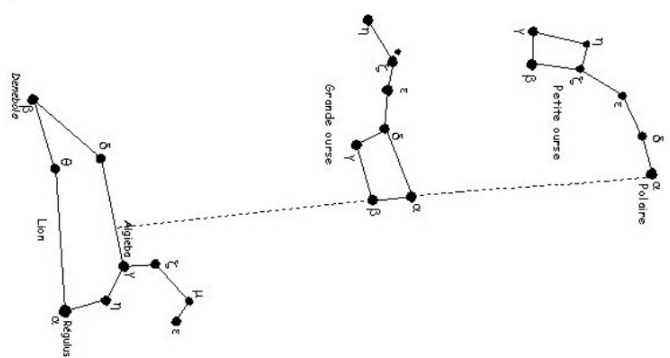 η
ζ
ε
δ
γ
β
α
Grande ourse
γ
η
β
ζ
ε
δ
α
Petite ourse
Polaire
Denebola
β
δ
θ
Lion
Algieba
γ
ζ
μ
ε
η
α
Régulus